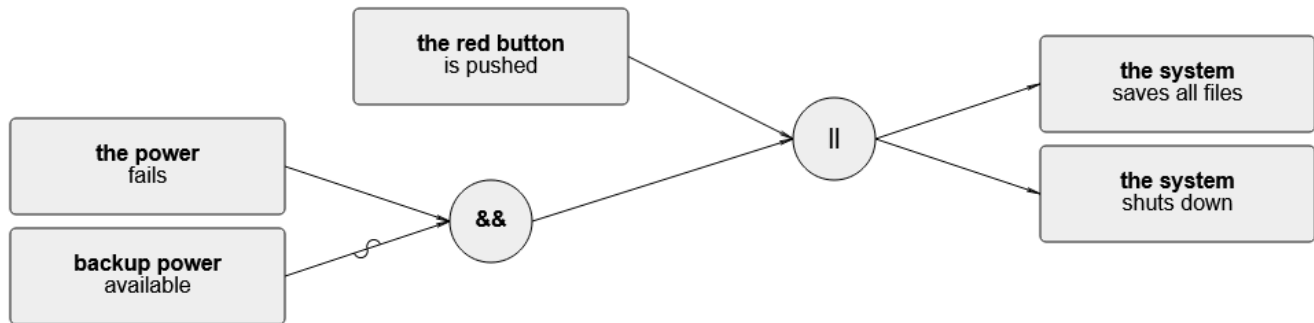 the red button
is pushed
the system
saves all files
||
the power
fails
the system
shuts down
&&
backup power
available